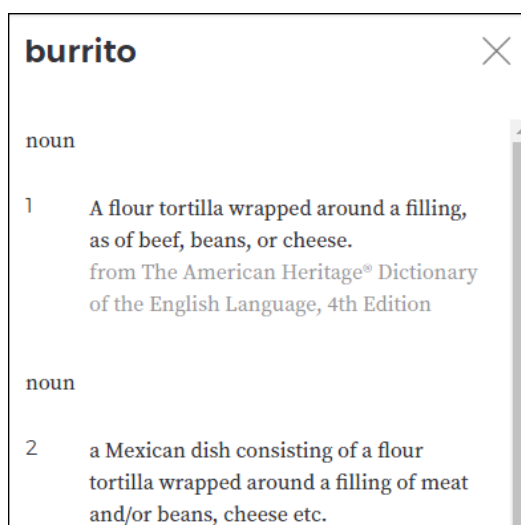 burrito
noun
1 A flour tortilla wrapped around a filling,
as of beef, beans, or cheese.
from The American Heritage® Dictionary
of the English Language, 4th Edition
noun
2 a Mexican dish consisting of a flour
tortilla wrapped around a filling of meat
and/or beans, cheese etc.